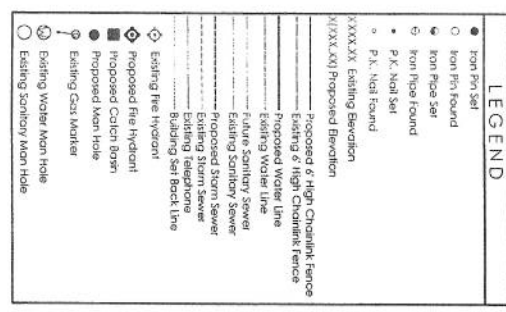 LEGEND
Iron Pin Set
Iron Pin Found
Iron Pipe Set
Iron Pipe Found
P.K. Nail Set
P.K. Nail Found
XXXX.XX Existing Elevation
X(XXX.XX) Proposed Elevation
Proposed 6' High Chainlink Fence
Existing 6' High Chainlink Fence
Proposed Water Line
Existing Water Line
Future Sanitary Sewer
Existing Sanitary Sewer
Proposed Storm Sewer
Existing Storm Sewer
Existing Telephone
Building Set Back Line
Existing Fire Hydrant
Proposed Fire Hydrant
Proposed Catch Basin
Proposed Man Hole
Existing Gas Marker
Existing Water Man Hole
Existing Sanitary Man Hole